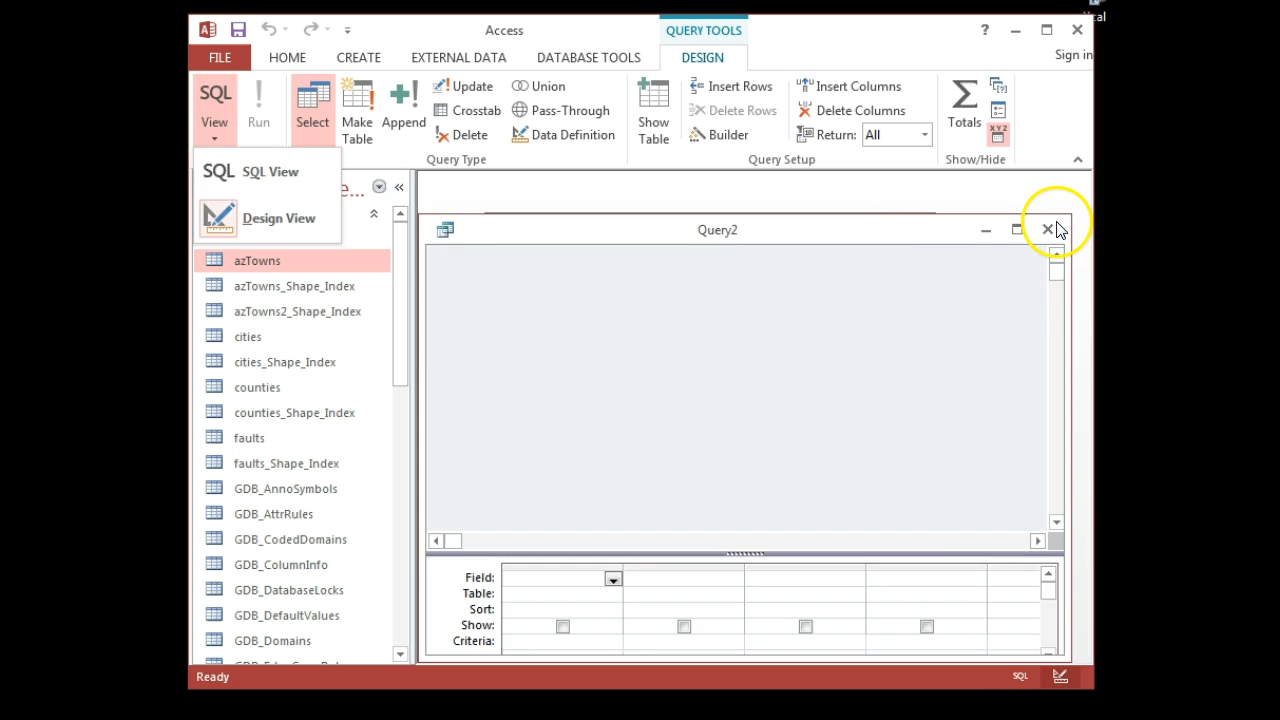 Xcal
Access
QUERY TOOLS
?
Sign in
FILE HOME CREATE EXTERNAL DATA DATABASE TOOLS DESIGN
SQL
View
Run
Select
Make
Table
Append
Update
Crosstab
Delete
Union
Pass-Through
Data Definition
Query Type
Show
Table
Insert Rows
Delete Rows
Builder
Insert Columns
Delete Columns
Return: All
Query Setup
Totals
XYZ
Show/Hide
SQL SQL View
Design View
e...
azTowns
azTowns_Shape_Index
azTowns2_Shape_Index
cities
cities_Shape_Index
counties
counties_Shape_Index
faults
faults_Shape_Index
GDB_AnnoSymbols
GDB_AttrRules
GDB_CodedDomains
GDB_ColumnInfo
GDB_DatabaseLocks
GDB_DefaultValues
GDB_Domains
Query2
Field:
Table:
Sort:
Show:
Criteria:
Ready
SQL